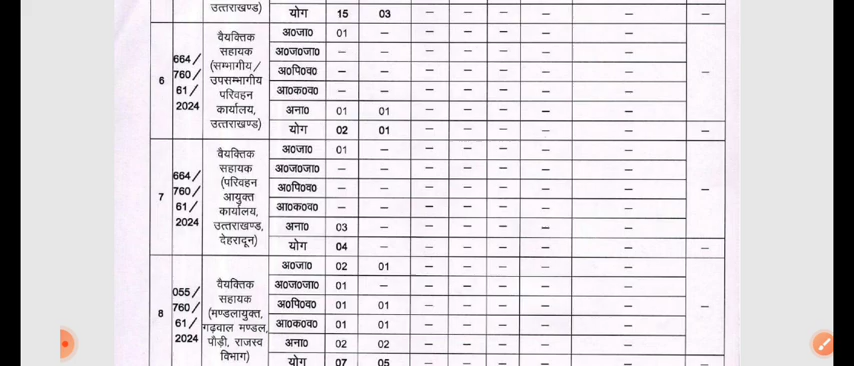 उत्तराखण्ड)
योग 15 03 – – – – – –
6
664/
760/
61/
2024
वैयक्तिक
सहायक
(सम्भागीय/
उपसम्भागीय
परिवहन
कार्यालय,
उत्तराखण्ड)
अ0जा0 01 – – – – – –
अ0ज0जा0 – – – – – – –
अ0पि0व0 – – – – – – –
आ0क0व0 – – – – – – –
अना0 01 01 – – – – –
–
योग 02 01 – – – – – –
7
664/
760/
61/
2024
वैयक्तिक
सहायक
(परिवहन
आयुक्त
कार्यालय,
उत्तराखण्ड,
देहरादून)
अ0जा0 01 – – – – – –
अ0ज0जा0 – – – – – – –
अ0पि0व0 – – – – – – –
आ0क0व0 – – – – – – –
अना0 03 – – – – – –
–
योग 04 – – – – – – –
8
055/
760/
61/
2024
वैयक्तिक
सहायक
(मण्डलायुक्त,
गढ़वाल मण्डल,
पौड़ी, राजस्व
विभाग)
अ0जा0 02 01 – – – – –
अ0ज0जा0 01 – – – – – –
अ0पि0व0 01 01 – – – – –
आ0क0व0 01 01 – – – – –
अना0 02 02 – – – – –
–
योग 07 05 – – – – – –